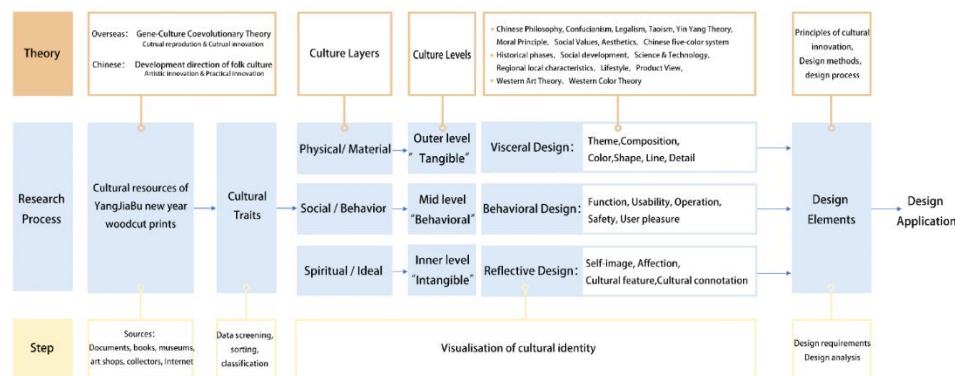 Theory
Overseas: Gene-Culture Coevolutionary Theory
Cutrual reproduction & Cutrual innovation
Chinese: Development direction of folk culture
Artistic innovation & Practical Innovation
Culture Layers
Culture Levels
Chinese Philosophy, Confucianism, Legalism, Taoism, Yin Yang Theory,
Moral Principle, Social Values, Aesthetics, Chinese five-color system
Historical phases, Social development, Science & Technology,
Regional local characteristics, Lifestyle, Product View,
Western Art Theory, Western Color Theory
Principles of cultural
innovation,
Design methods,
design process
Research
Process
Cultural resources of
YangJiaBu new year
woodcut prints
Cultural
Traits
Physical/ Material
Outer level
"Tangible"
Visceral Design:
Theme,Composition,
Color,Shape, Line, Detail
Social / Behavior
Mid level
"Behavioral"
Behavioral Design:
Function, Usability, Operation,
Safety, User pleasure
Spiritual / Ideal
Inner level
"Intangible"
Reflective Design:
Self-image, Affection,
Cultural feature,Cultural connotation
Design
Elements
Design
Application
Step
Sources:
Documents, books, museums,
art shops, collectors, Internet
Data screening,
sorting,
classification
Visualisation of cultural identity
Design requirements
Design analysis